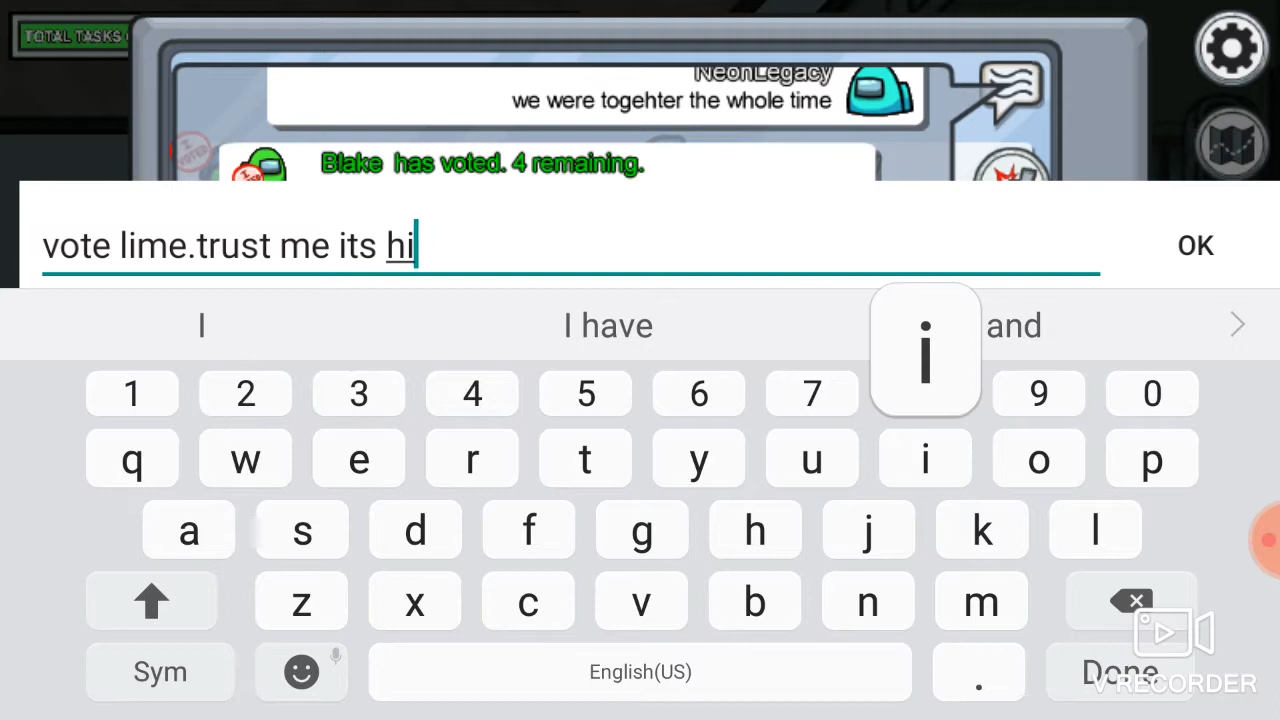 TOTAL TASKS
NeonLegacy
we were togehter the whole time
I VOTED
Blake has voted. 4 remaining.
vote lime.trust me its hi
OK
I
I have
and
i
1 2 3 4 5 6 7 9 0
q w e r t y u i o p
a s d f g h j k l
z x c v b n m
Sym
English(US)
.
Done
V RECORDER